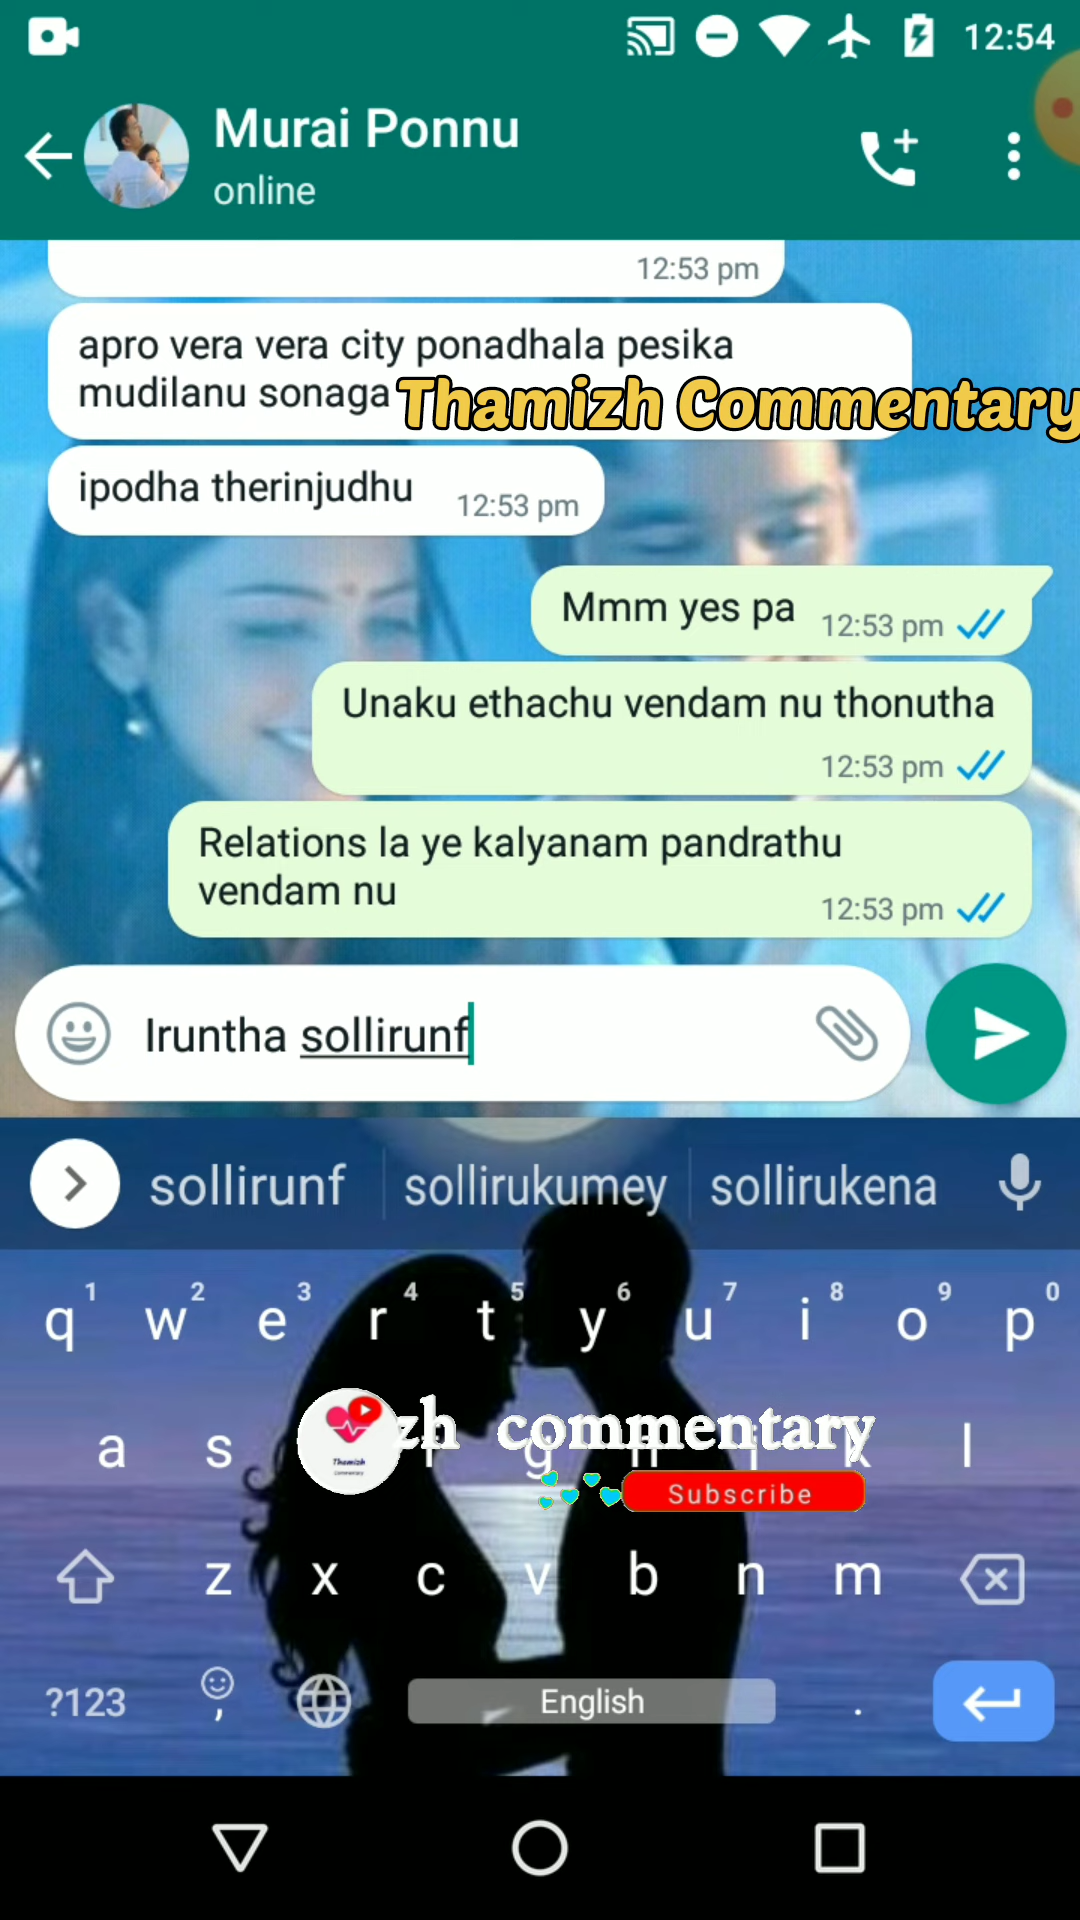 12:54
Murai Ponnu
online
12:53 pm
apro vera vera city ponadhala pesika
mudilanu sonaga
Thamizh Commentary
ipodha therinjudhu 12:53 pm
Mmm yes pa 12:53 pm
Unaku ethachu vendam nu thonutha
12:53 pm
Relations la ye kalyanam pandrathu
vendam nu
12:53 pm
Iruntha sollirunf
sollirunf sollirukumey sollirukena
1 2 3 4 5 6 7 8 9 0
q w e r t y u i o p
a s g h j k l
zh commentary
Thamizh
Commentary
Subscribe
z x c v b n m
?123 , English .